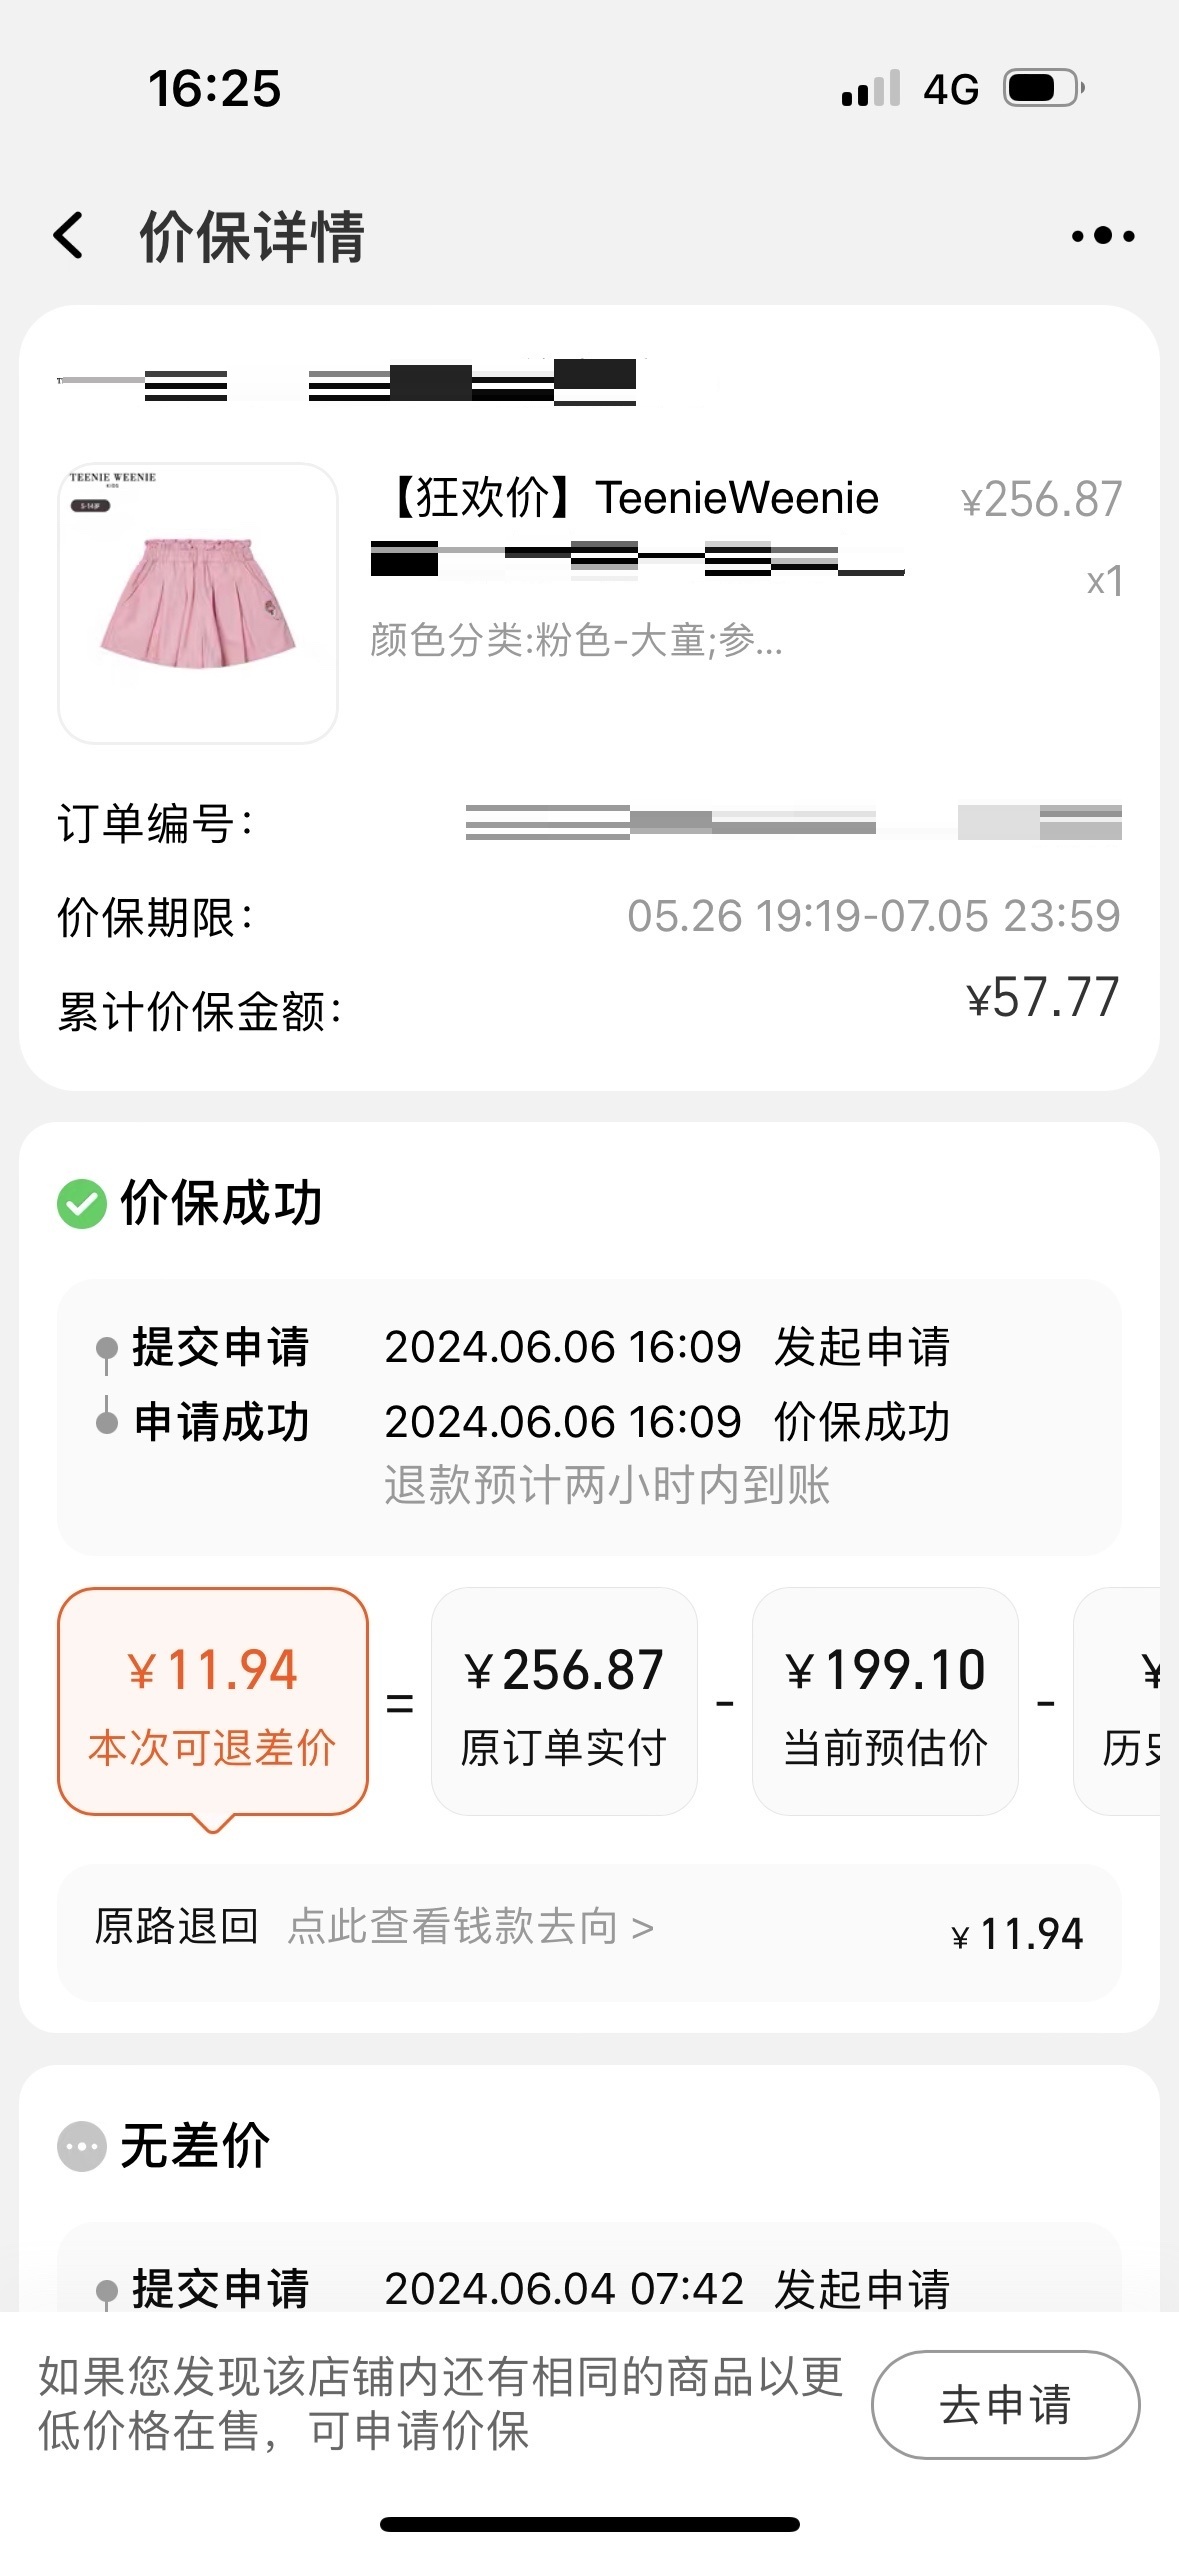 16:25
4G
价保详情
TEENIE WEENIE
KIDS
5-14岁
【狂欢价】TeenieWeenie
¥256.87
x1
颜色分类:粉色-大童;参...
订单编号：
价保期限：
05.26 19:19-07.05 23:59
累计价保金额：
¥57.77
价保成功
提交申请 2024.06.06 16:09 发起申请
申请成功 2024.06.06 16:09 价保成功
退款预计两小时内到账
¥11.94 = ¥256.87 - ¥199.10 - ¥
本次可退差价 原订单实付 当前预估价 历史
原路退回 点此查看钱款去向 > ¥11.94
无差价
提交申请 2024.06.04 07:42 发起申请
如果您发现该店铺内还有相同的商品以更
低价格在售，可申请价保
去申请